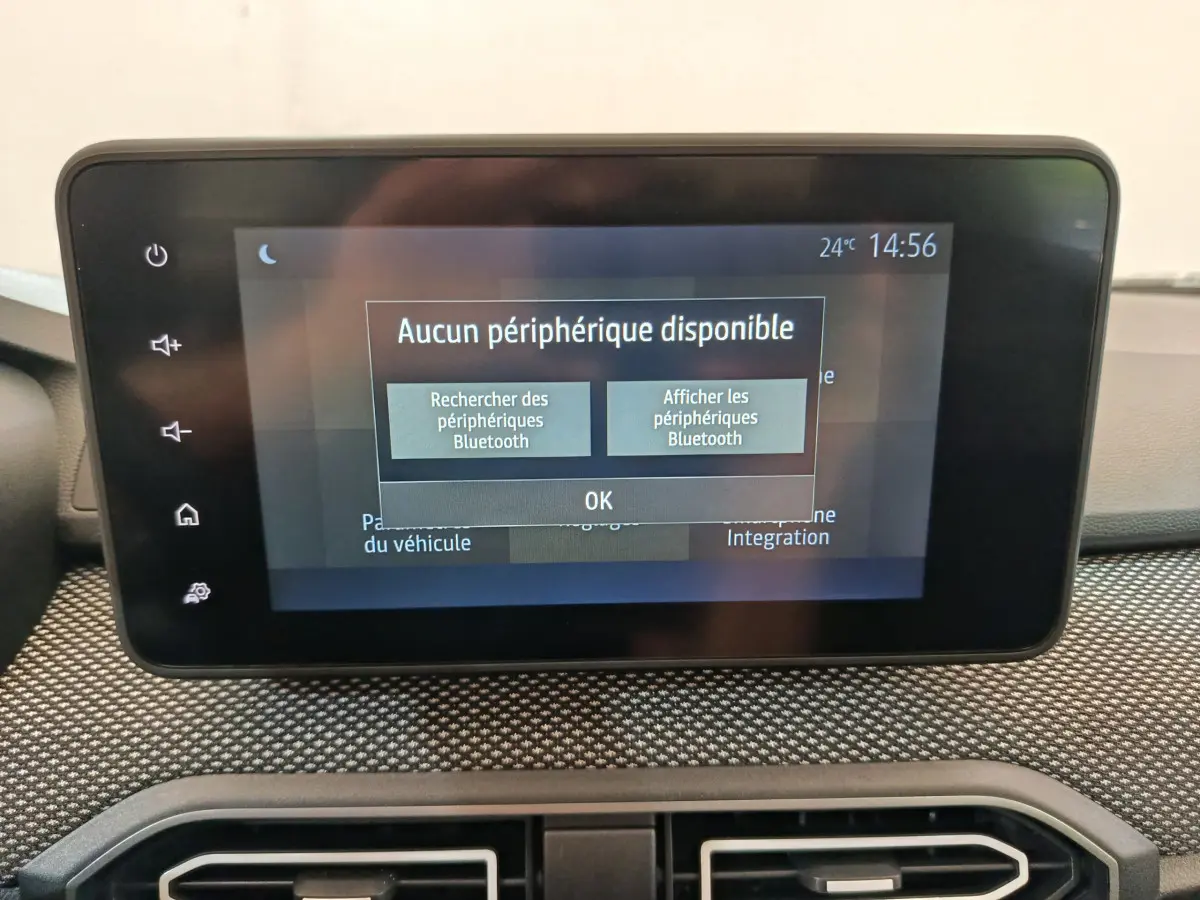 24°C 14:56
Aucun périphérique disponible
Rechercher des
périphériques
Bluetooth
Afficher les
périphériques
Bluetooth
OK
du véhicule
Integration